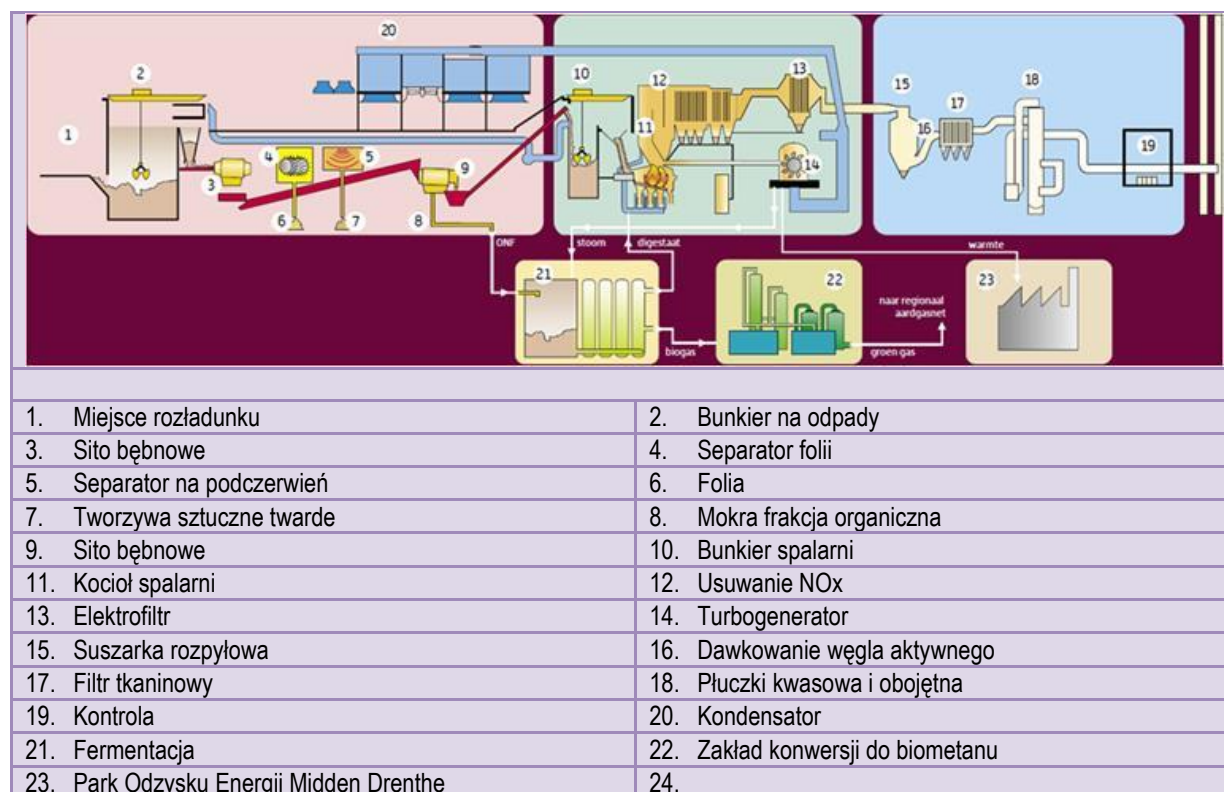 20
2
10
12
13
15
18
17
1
11
16
4
5
9
14
19
3
6
7
8
ONF
stoom
digestaat
warmte
21
22
23
naar regionaal
aardgasnet
biogas
groen gas
1. Miejsce rozładunku
2. Bunkier na odpady
3. Sito bębnowe
4. Separator folii
5. Separator na podczerwień
6. Folia
7. Tworzywa sztuczne twarde
8. Mokra frakcja organiczna
9. Sito bębnowe
10. Bunkier spalarni
11. Kocioł spalarni
12. Usuwanie NOx
13. Elektrofiltr
14. Turbogenerator
15. Suszarka rozpyłowa
16. Dawkowanie węgla aktywnego
17. Filtr tkaninowy
18. Płuczki kwasowa i obojętna
19. Kontrola
20. Kondensator
21. Fermentacja
22. Zakład konwersji do biometanu
23. Park Odzysku Energii Midden Drenthe
24.